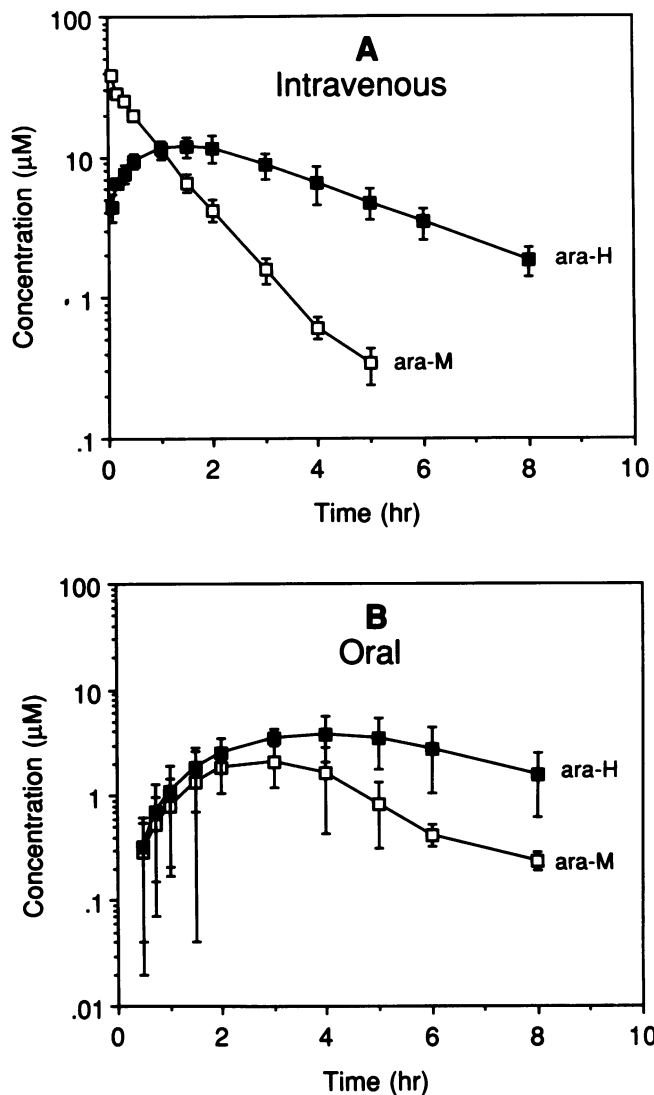 100
A
Intravenous
10
Concentration (μM)
ara-H
1
ara-M
.1
0 2 4 6 8 10
Time (hr)
100
B
Oral
10
Concentration (μM)
ara-H
1
ara-M
.1
.01
0 2 4 6 8 10
Time (hr)